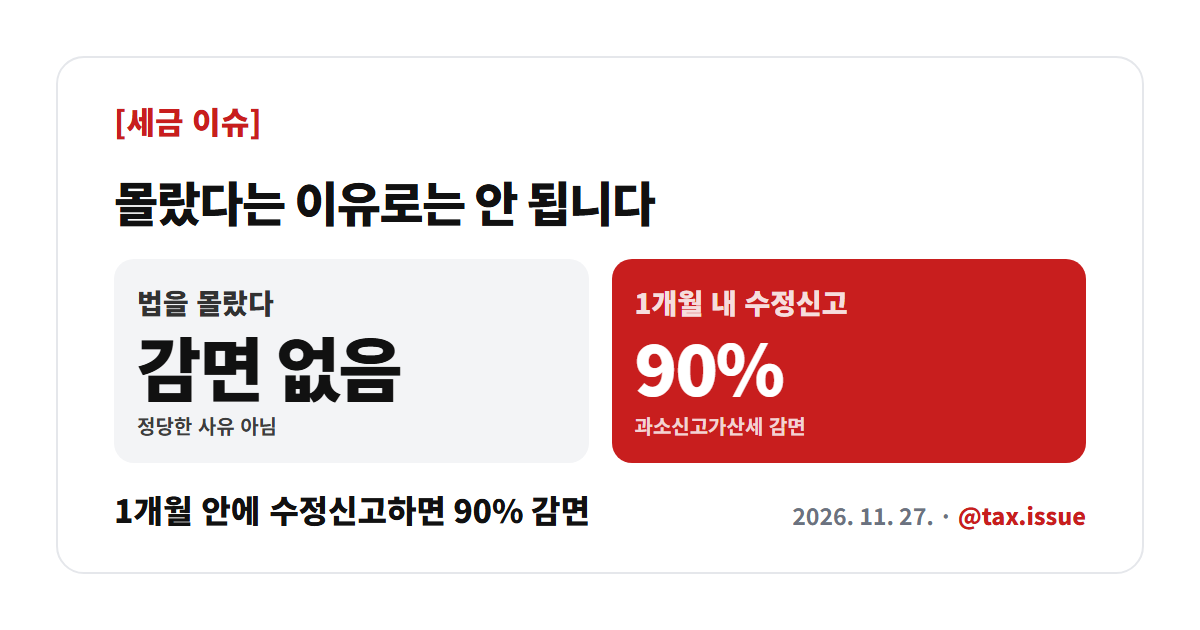 [세금 이슈]
몰랐다는 이유로는 안 됩니다
법을 몰랐다
감면 없음
정당한 사유 아님
1개월 내 수정신고
90%
과소신고가산세 감면
1개월 안에 수정신고하면 90% 감면
2026. 11. 27. · @tax.issue